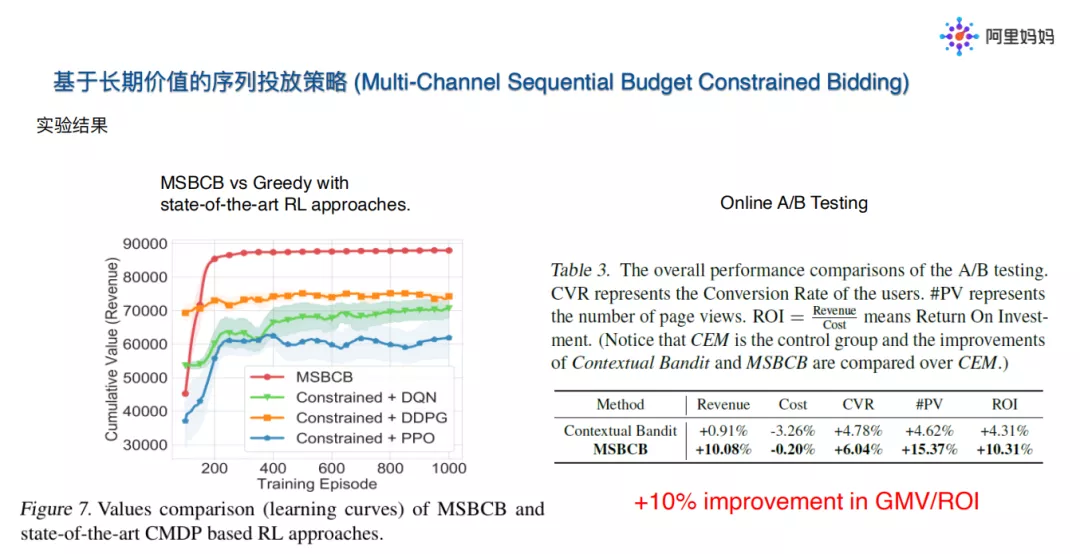 阿里妈妈
基于长期价值的序列投放策略 (Multi-Channel Sequential Budget Constrained Bidding)
实验结果
MSBCB vs Greedy with
state-of-the-art RL approaches.
90000
80000
70000
60000
50000
40000
30000
Cumulative Value (Revenue)
MSBCB
Constrained + DQN
Constrained + DDPG
Constrained + PPO
200 400 600 800 1000
Training Episode
Figure 7. Values comparison (learning curves) of MSBCB and
state-of-the-art CMDP based RL approaches.
Online A/B Testing
Table 3. The overall performance comparisons of the A/B testing.
CVR represents the Conversion Rate of the users. #PV represents
the number of page views. ROI = Revenue/Cost means Return On Invest-
ment. (Notice that CEM is the control group and the improvements
of Contextual Bandit and MSBCB are compared over CEM.)
Method Revenue Cost CVR #PV ROI
Contextual Bandit +0.91% -3.26% +4.78% +4.62% +4.31%
MSBCB +10.08% -0.20% +6.04% +15.37% +10.31%
+10% improvement in GMV/ROI